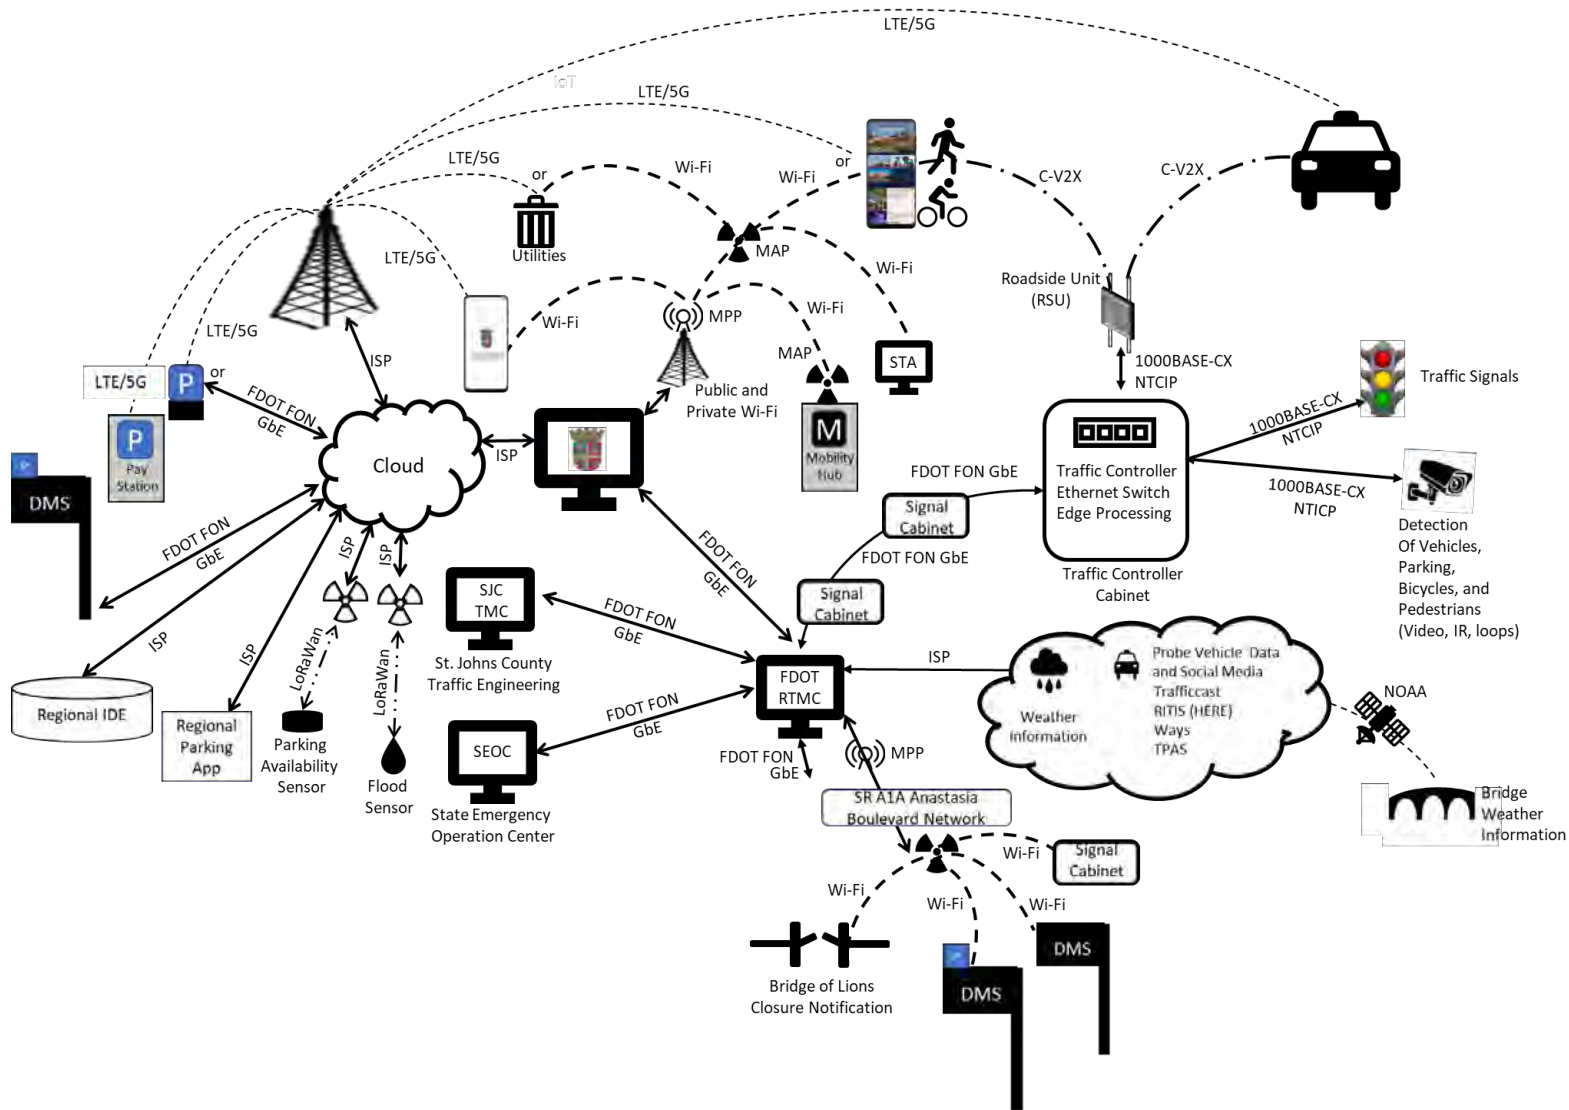 LTE/5G
IoT
LTE/5G
LTE/5G
or
Wi-Fi
Wi-Fi
or
C-V2X
C-V2X
Utilities
MAP
Wi-Fi
LTE/5G
Roadside Unit
(RSU)
LTE/5G
Wi-Fi
MPP
Wi-Fi
MAP
STA
ISP
1000BASE-CX
NTCIP
LTE/5G
or
P
FDOT FON
GbE
Public and
Private Wi-Fi
Traffic Signals
1000BASE-CX
NTCIP
P
Pay
Station
Cloud
ISP
M
Mobility
Hub
FDOT FON GbE
Traffic Controller
Ethernet Switch
Edge Processing
1000BASE-CX
NTICP
P
DMS
Signal
Cabinet
FDOT FON GbE
Detection
Of Vehicles,
Parking,
Bicycles, and
Pedestrians
(Video, IR, loops)
FDOT FON
GbE
ISP
ISP
FDOT FON
GbE
Traffic Controller
Cabinet
Signal
Cabinet
SJC
TMC
FDOT FON
GbE
St. Johns County
Traffic Engineering
ISP
ISP
LoRaWan
LoRaWan
FDOT
RTMC
ISP
Probe Vehicle Data
and Social Media
Trafficcast
RITIS (HERE)
Ways
TPAS
Weather
Information
NOAA
Regional IDE
Regional
Parking
App
Parking
Availability
Sensor
Flood
Sensor
FDOT FON
GbE
SEOC
State Emergency
Operation Center
FDOT FON
GbE
MPP
SR A1A Anastasia
Boulevard Network
Bridge
Weather
Information
Wi-Fi
Signal
Cabinet
Wi-Fi
Wi-Fi
Wi-Fi
Bridge of Lions
Closure Notification
DMS
P
DMS